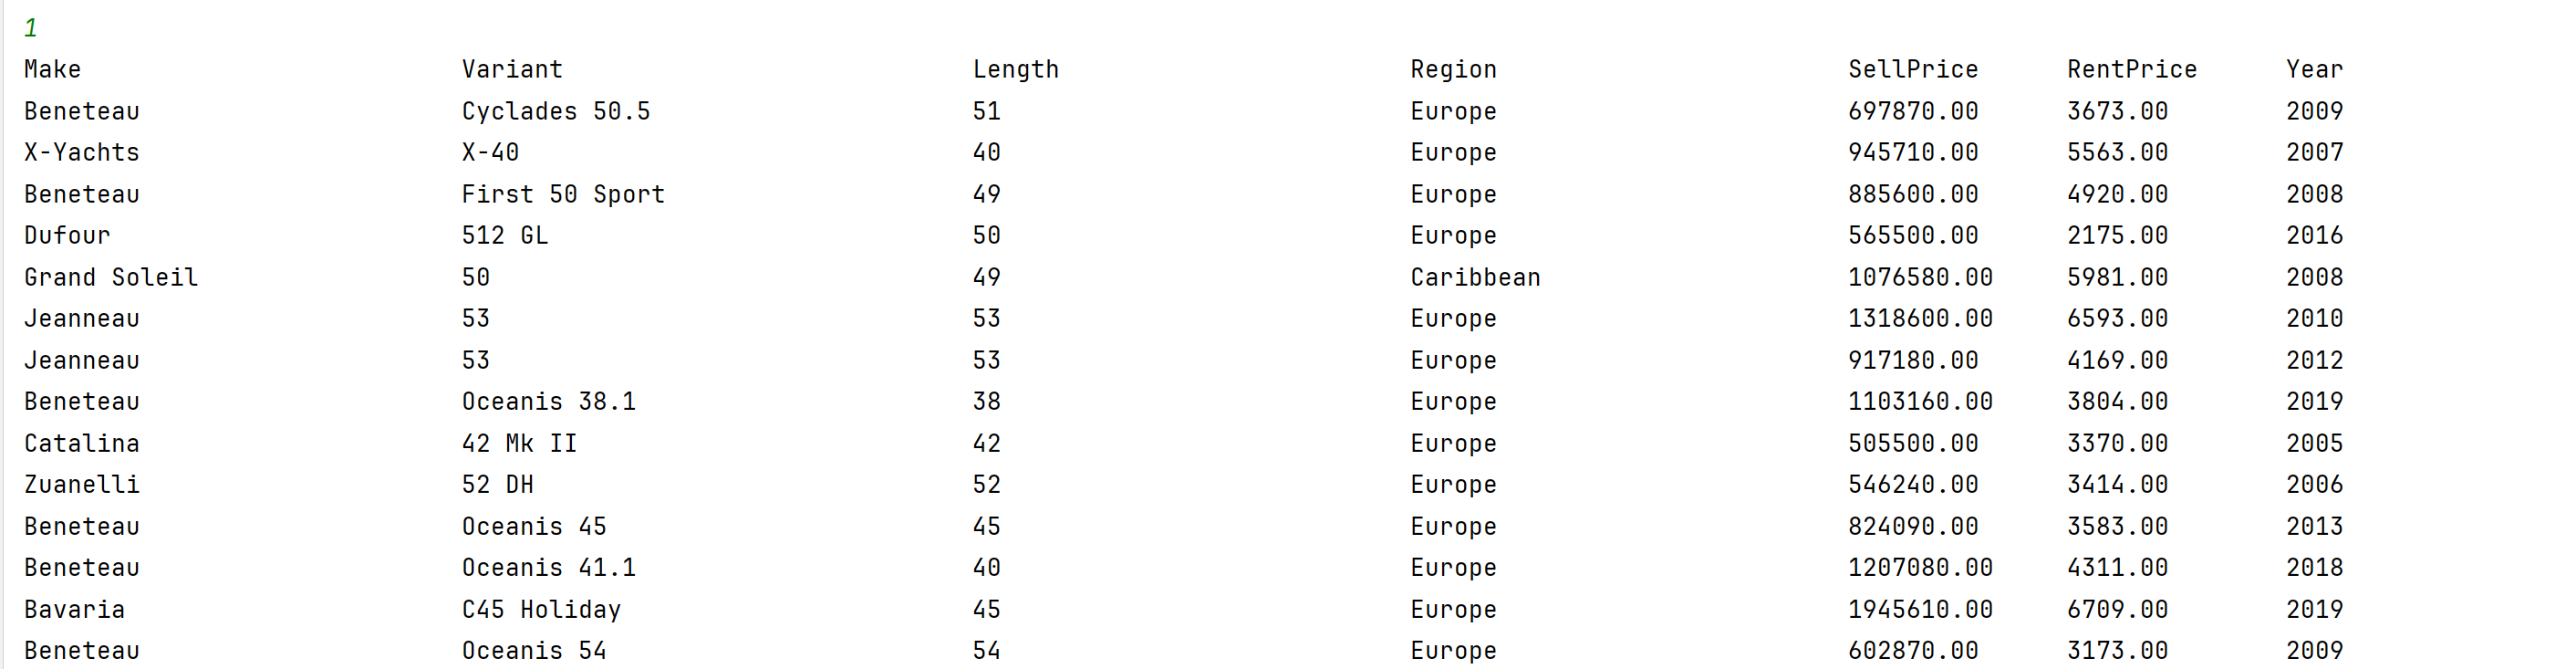 1
Make Variant Length Region SellPrice RentPrice Year
Beneteau Cyclades 50.5 51 Europe 697870.00 3673.00 2009
X-Yachts X-40 40 Europe 945710.00 5563.00 2007
Beneteau First 50 Sport 49 Europe 885600.00 4920.00 2008
Dufour 512 GL 50 Europe 565500.00 2175.00 2016
Grand Soleil 50 49 Caribbean 1076580.00 5981.00 2008
Jeanneau 53 53 Europe 1318600.00 6593.00 2010
Jeanneau 53 53 Europe 917180.00 4169.00 2012
Beneteau Oceanis 38.1 38 Europe 1103160.00 3804.00 2019
Catalina 42 Mk II 42 Europe 505500.00 3370.00 2005
Zuanelli 52 DH 52 Europe 546240.00 3414.00 2006
Beneteau Oceanis 45 45 Europe 824090.00 3583.00 2013
Beneteau Oceanis 41.1 40 Europe 1207080.00 4311.00 2018
Bavaria C45 Holiday 45 Europe 1945610.00 6709.00 2019
Beneteau Oceanis 54 54 Europe 602870.00 3173.00 2009